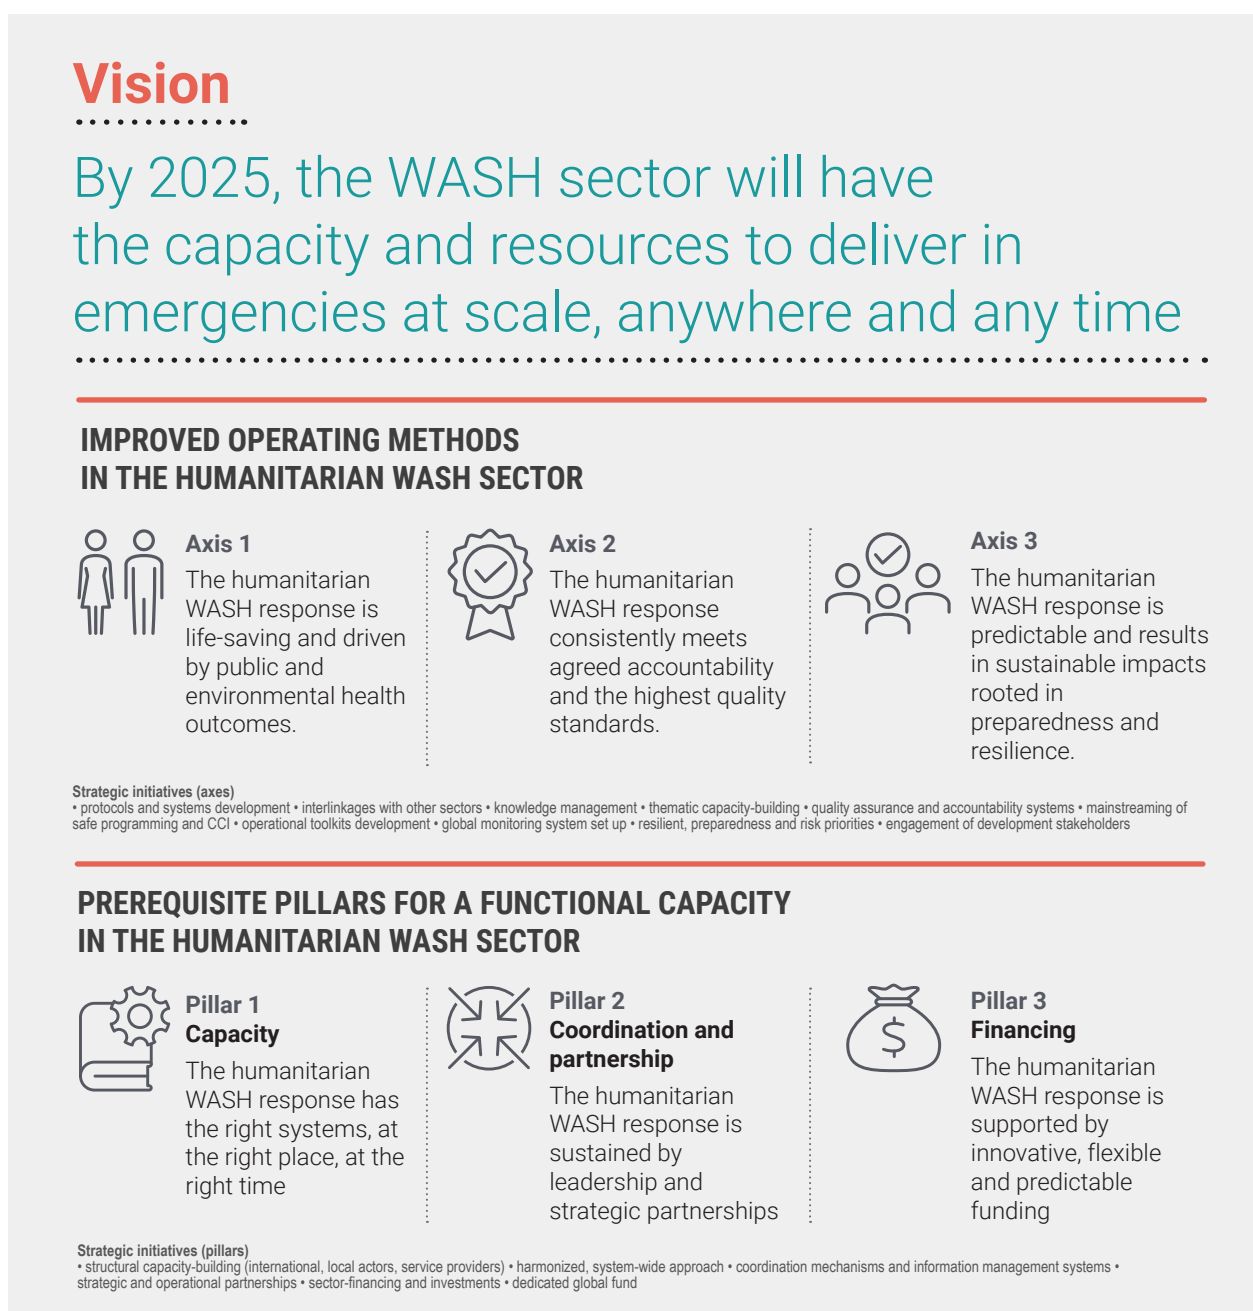 Vision
By 2025, the WASH sector will have
the capacity and resources to deliver in
emergencies at scale, anywhere and any time
IMPROVED OPERATING METHODS
IN THE HUMANITARIAN WASH SECTOR
Axis 1
The humanitarian
WASH response is
life-saving and driven
by public and
environmental health
outcomes.
Axis 2
The humanitarian
WASH response
consistently meets
agreed accountability
and the highest quality
standards.
Axis 3
The humanitarian
WASH response is
predictable and results
in sustainable impacts
rooted in
preparedness and
resilience.
Strategic initiatives (axes)
• protocols and systems development • interlinkages with other sectors • knowledge management • thematic capacity-building • quality assurance and accountability systems • mainstreaming of
safe programming and CCI • operational toolkits development • global monitoring system set up • resilient, preparedness and risk priorities • engagement of development stakeholders
PREREQUISITE PILLARS FOR A FUNCTIONAL CAPACITY
IN THE HUMANITARIAN WASH SECTOR
Pillar 1
Capacity
The humanitarian
WASH response has
the right systems, at
the right place, at the
right time
Pillar 2
Coordination and
partnership
The humanitarian
WASH response is
sustained by
leadership and
strategic partnerships
$
Pillar 3
Financing
The humanitarian
WASH response is
supported by
innovative, flexible
and predictable
funding
Strategic initiatives (pillars)
• structural capacity-building (international, local actors, service providers) • harmonized, system-wide approach • coordination mechanisms and information management systems •
strategic and operational partnerships • sector-financing and investments • dedicated global fund